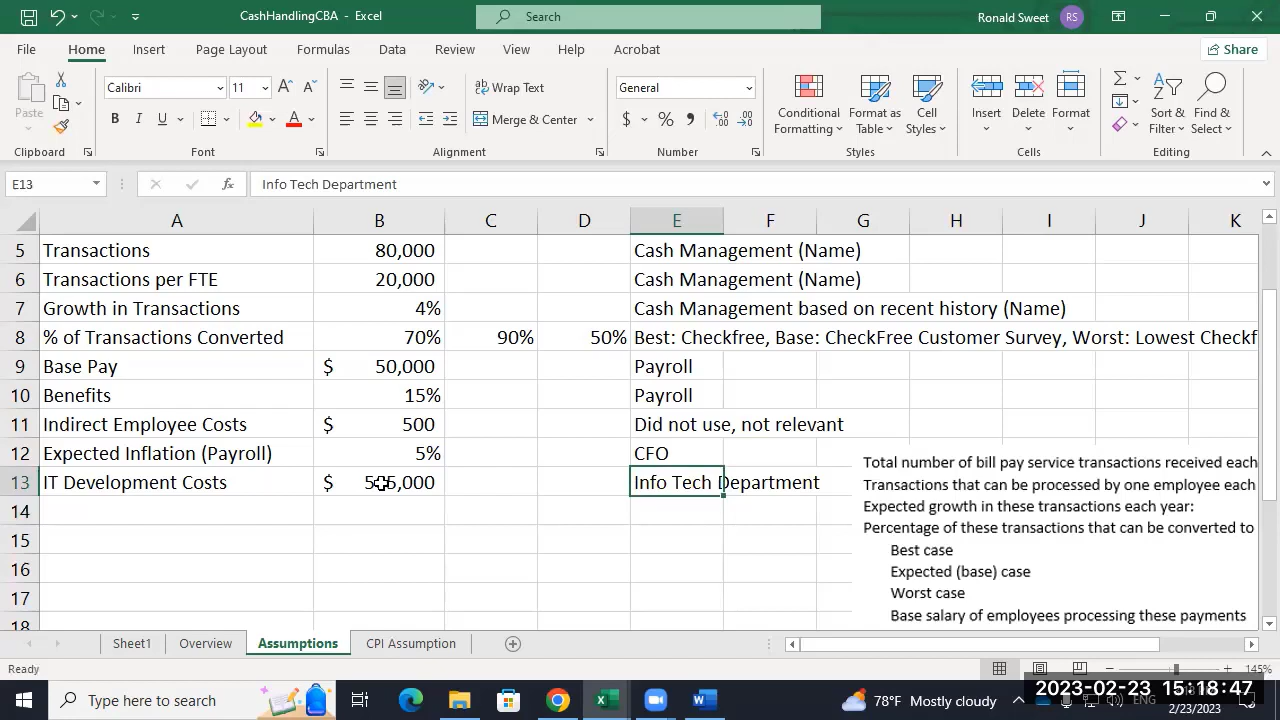 CashHandlingCBA - Excel
Search
Ronald Sweet RS
File Home Insert Page Layout Formulas Data Review View Help Acrobat Share
Paste
Calibri 11
B I U
Wrap Text
Merge & Center
General
$ % ,
Conditional Formatting
Format as Table
Cell Styles
Insert Delete Format
Sort & Filter
Find & Select
Clipboard Font Alignment Number Styles Cells Editing
E13 fx Info Tech Department
A B C D E F G H I J K
5 Transactions 80,000 Cash Management (Name)
6 Transactions per FTE 20,000 Cash Management (Name)
7 Growth in Transactions 4% Cash Management based on recent history (Name)
8 % of Transactions Converted 70% 90% 50% Best: Checkfree, Base: CheckFree Customer Survey, Worst: Lowest Checkf
9 Base Pay $ 50,000 Payroll
10 Benefits 15% Payroll
11 Indirect Employee Costs $ 500 Did not use, not relevant
12 Expected Inflation (Payroll) 5% CFO
13 IT Development Costs $ Info Tech Department
14
15
16
17
18
Total number of bill pay service transactions received each
Transactions that can be processed by one employee each
Expected growth in these transactions each year:
Percentage of these transactions that can be converted to
Best case
Expected (base) case
Worst case
Base salary of employees processing these payments
Sheet1 Overview Assumptions CPI Assumption
Ready 145%
Type here to search
78°F Mostly cloudy
ENG
2023-02-23 15:18:47
2/23/2023